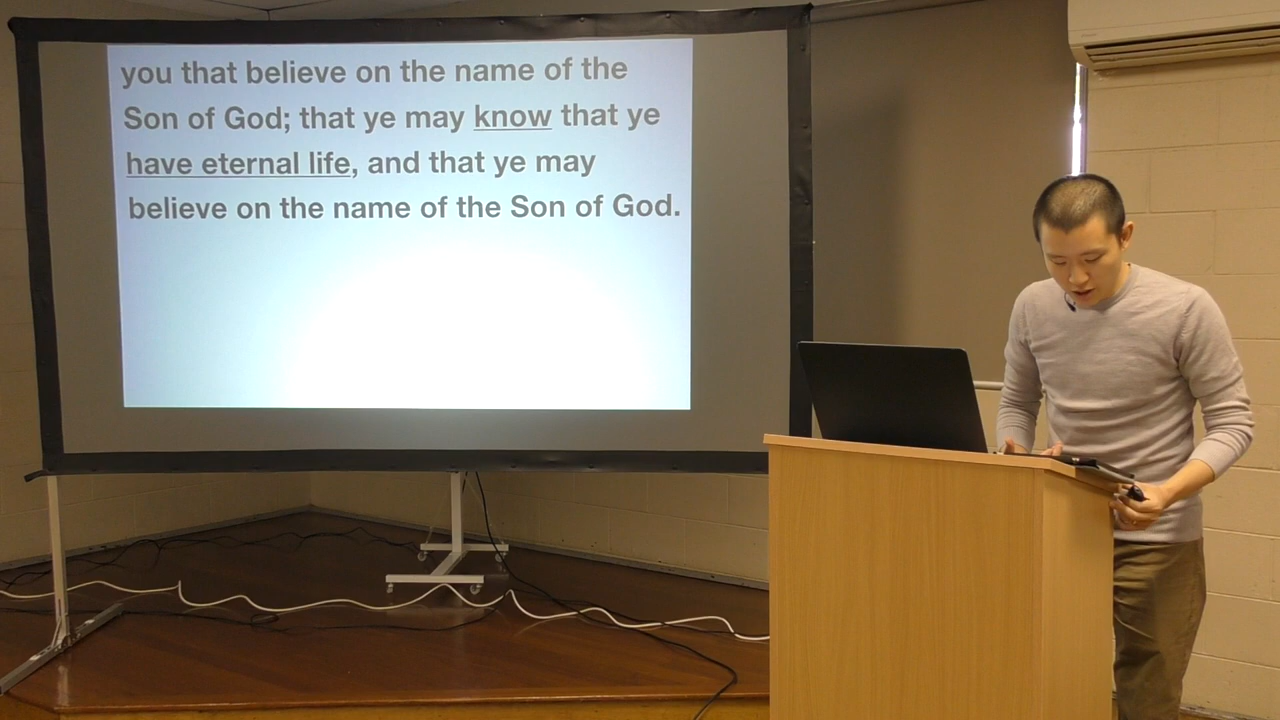 you that believe on the name of the
Son of God; that ye may know that ye
have eternal life, and that ye may
believe on the name of the Son of God.